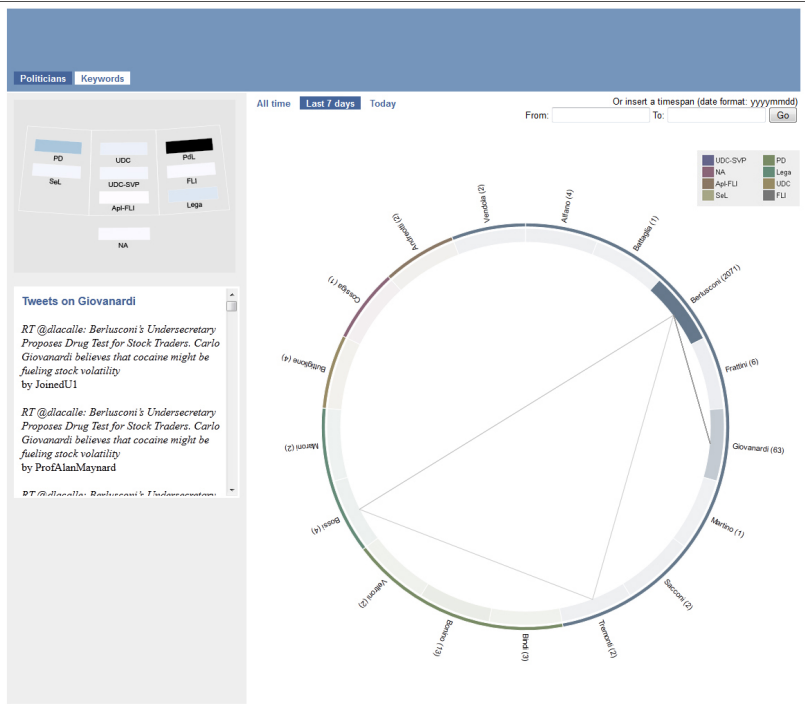 Politicians Keywords
All time Last 7 days Today
Or insert a timespan (date format: yyyymmdd)
From: To: Go
PD
UDC
PdL
SeL
UDC-SVP
FLI
ApI-FLI
Lega
NA
Tweets on Giovanardi
RT @dlacalle: Berlusconi's Undersecretary
Proposes Drug Test for Stock Traders. Carlo
Giovanardi believes that cocaine might be
fueling stock volatility
by JoinedU1
RT @dlacalle: Berlusconi's Undersecretary
Proposes Drug Test for Stock Traders. Carlo
Giovanardi believes that cocaine might be
fueling stock volatility
by ProfAlanMaynard
RT @dlacalle: Berlusconi's Undersecretary
UDC-SVP PD
NA Lega
ApI-FLI UDC
SeL FLI
Alfano (4)
Battaglia (1)
Berlusconi (2071)
Frattini (6)
Giovanardi (63)
Martino (1)
Sacconi (2)
Tremonti (2)
Bindi (3)
Bonino (13)
Veltroni (2)
Bossi (4)
Maroni (2)
Buttiglione (4)
Cossiga (1)
Andreotti (2)
Vendola (2)